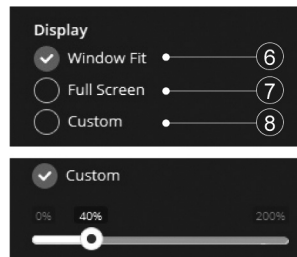 Display
Window Fit 6
Full Screen 7
Custom 8
Custom
0% 40% 200%